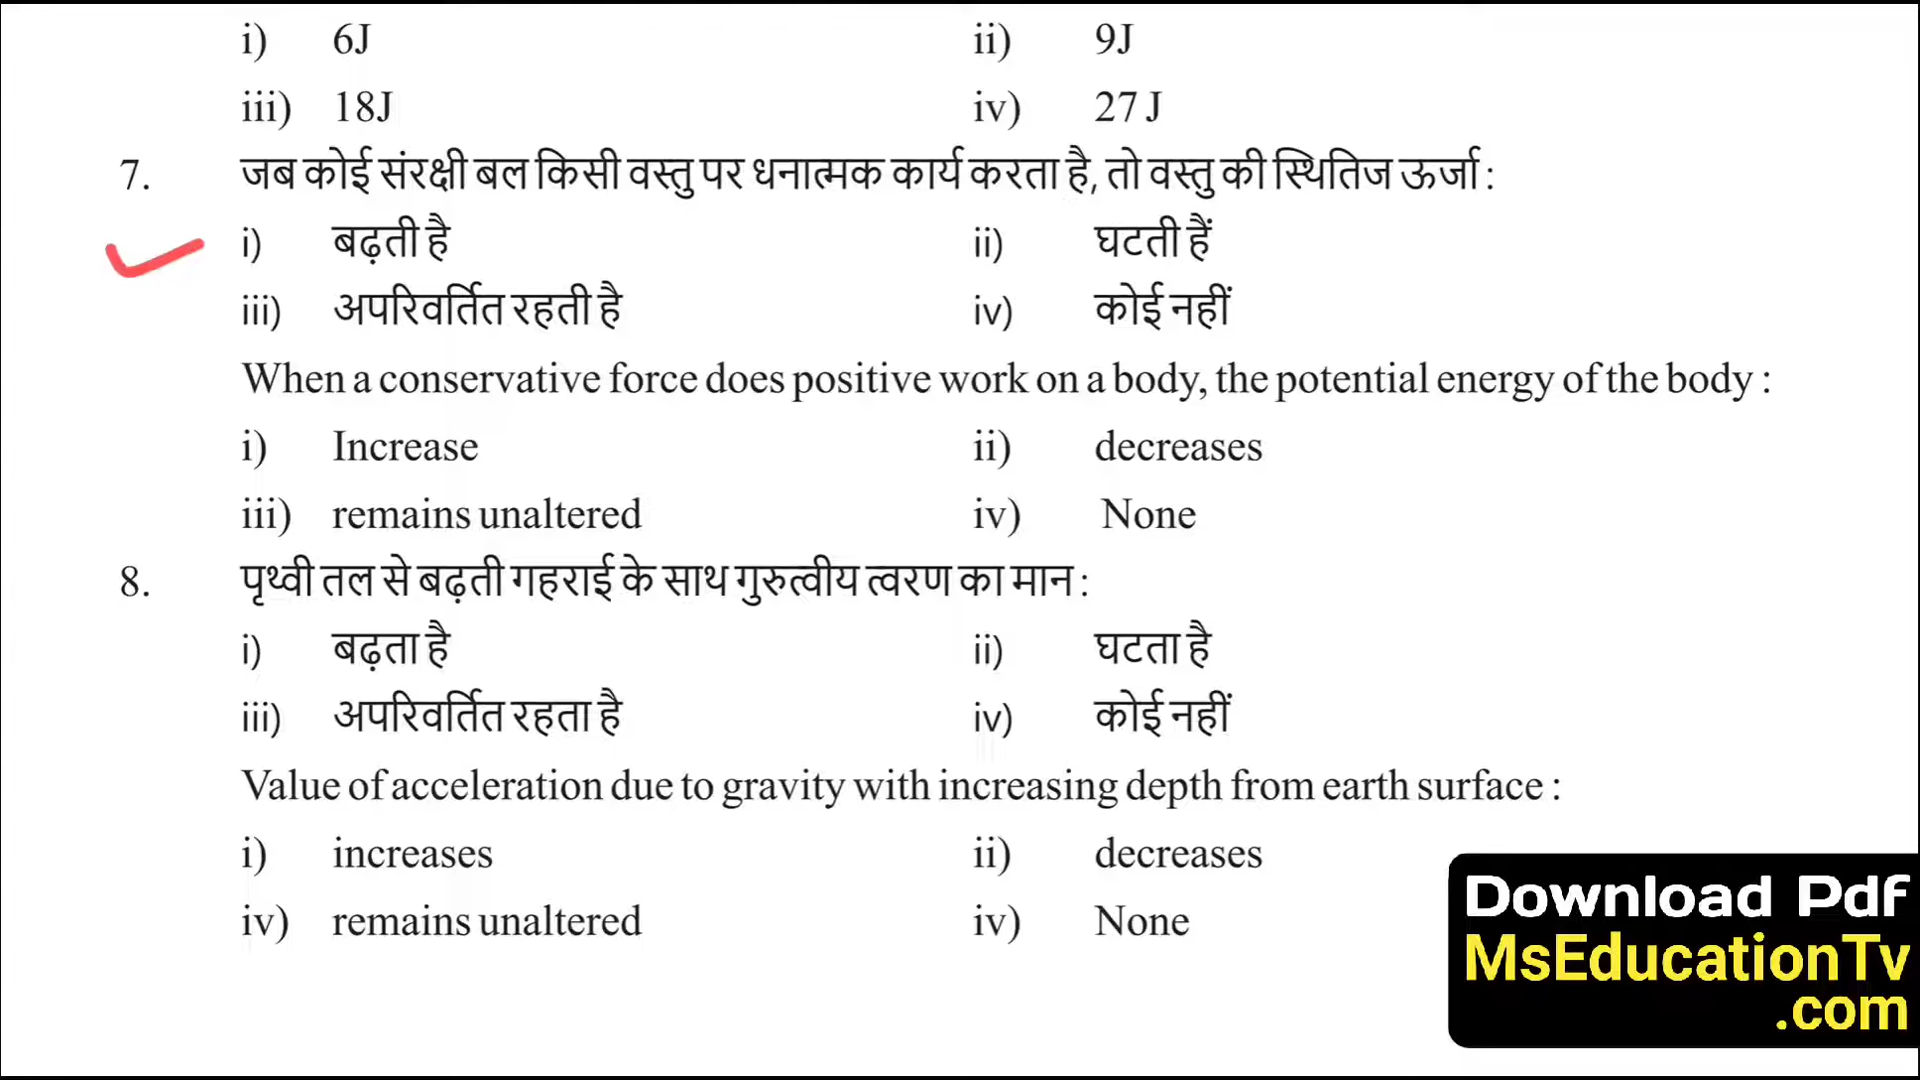 i) 6J ii) 9J
iii) 18J iv) 27 J
7. जब कोई संरक्षी बल किसी वस्तु पर धनात्मक कार्य करता है, तो वस्तु की स्थितिज ऊर्जा :
i) बढ़ती है ii) घटती हैं
iii) अपरिवर्तित रहती है iv) कोई नहीं
When a conservative force does positive work on a body, the potential energy of the body :
i) Increase ii) decreases
iii) remains unaltered iv) None
8. पृथ्वी तल से बढ़ती गहराई के साथ गुरुत्वीय त्वरण का मान :
i) बढ़ता है ii) घटता है
iii) अपरिवर्तित रहता है iv) कोई नहीं
Value of acceleration due to gravity with increasing depth from earth surface :
i) increases ii) decreases
iv) remains unaltered iv) None
Download Pdf
MsEducationTv
.com